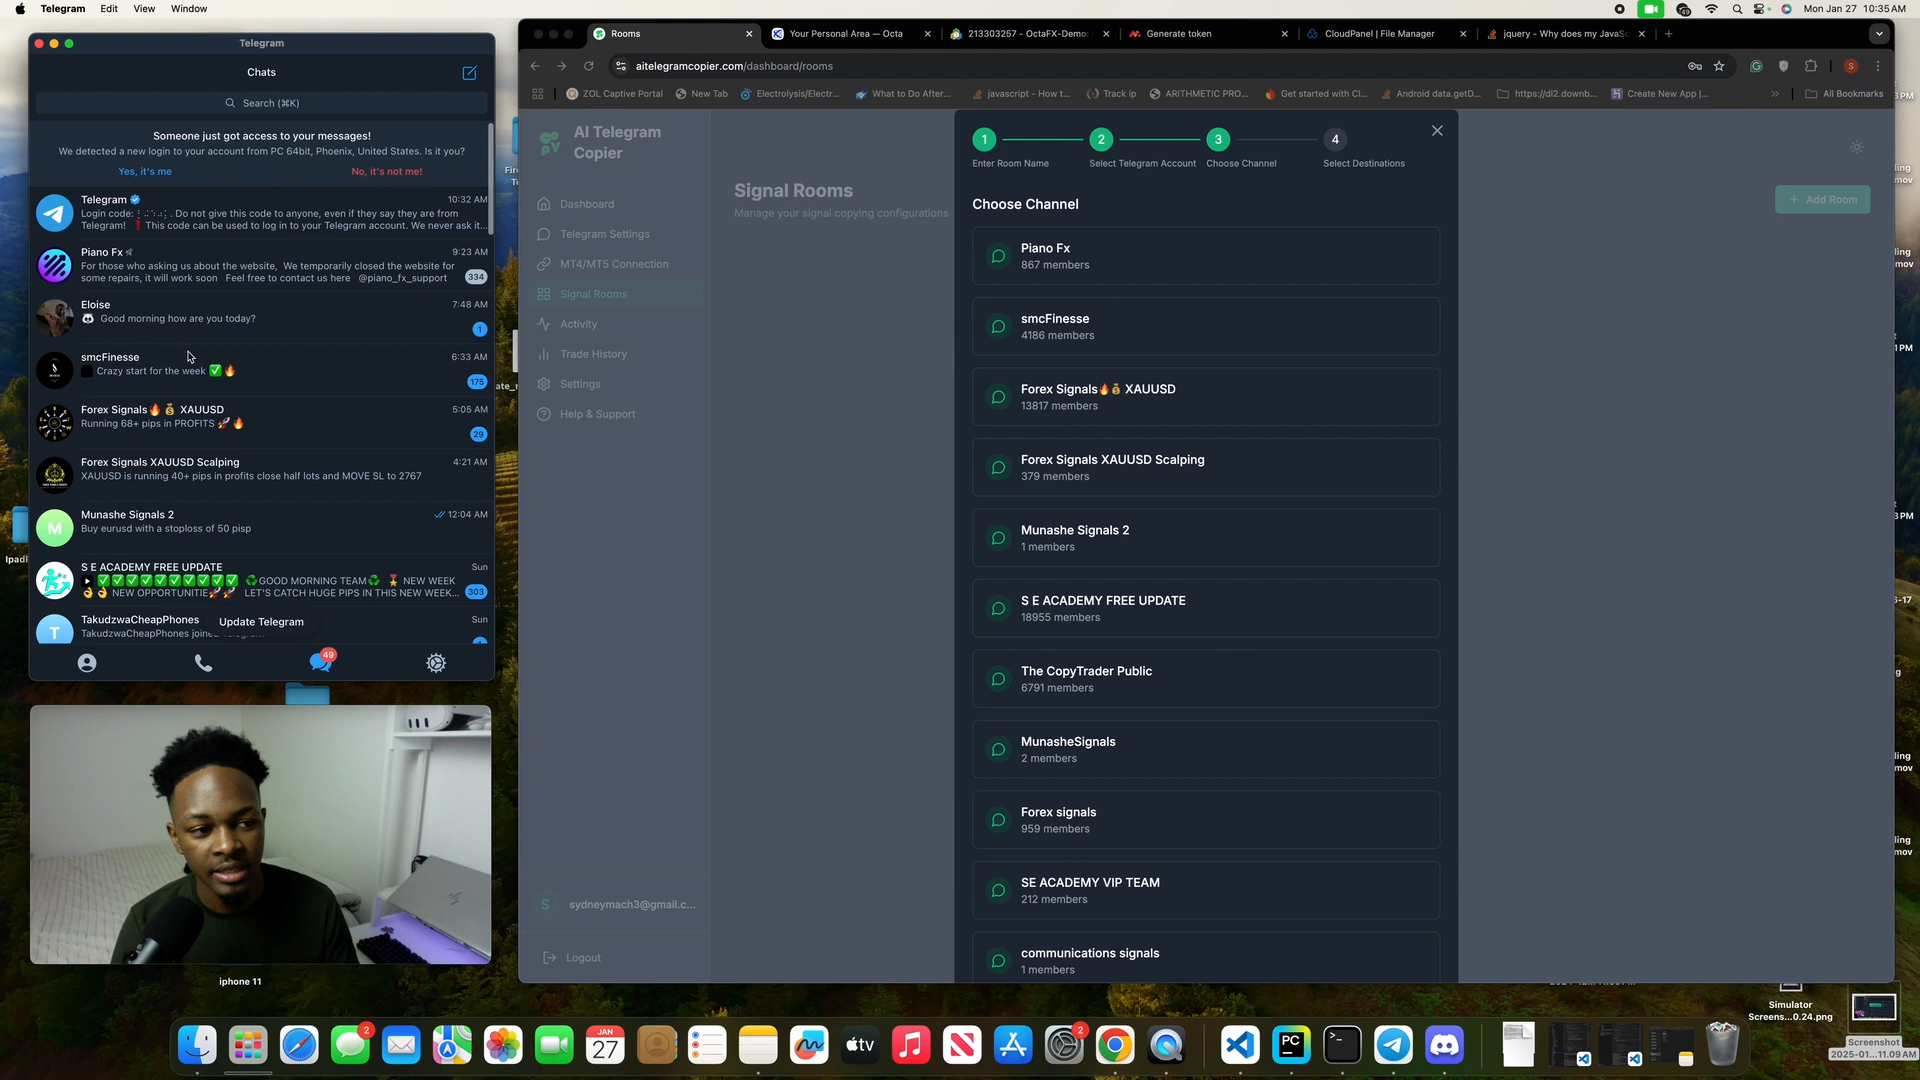 Telegram Edit View Window
Mon Jan 27 10:35 AM
Telegram
Chats
Search (⌘K)
Someone just got access to your messages!
We detected a new login to your account from PC 64bit, Phoenix, United States. Is it you?
Yes, it's me
No, it's not me!
Telegram
10:32 AM
Login code: . Do not give this code to anyone, even if they say they are from
Telegram! ❗This code can be used to log in to your Telegram account. We never ask it...
Piano Fx
9:23 AM
For those who asking us about the website, We temporarily closed the website for
some repairs, it will work soon Feel free to contact us here @piano_fx_support
334
Eloise
7:48 AM
🐼 Good morning how are you today?
1
smcFinesse
6:33 AM
Crazy start for the week ✅🔥
175
Forex Signals🔥💰 XAUUSD
5:05 AM
Running 68+ pips in PROFITS 🚀🔥
29
Forex Signals XAUUSD Scalping
4:21 AM
XAUUSD is running 40+ pips in profits close half lots and MOVE SL to 2767
Munashe Signals 2
12:04 AM
Buy eurusd with a stoploss of 50 pisp
M
S E ACADEMY FREE UPDATE
Sun
✅✅✅✅✅✅✅✅✅✅ ♻️GOOD MORNING TEAM♻️ 🎖 NEW WEEK
👌👌 NEW OPPORTUNITIE🚀🚀 LET'S CATCH HUGE PIPS IN THIS NEW WEEK...
303
TakudzwaCheapPhones
Sun
TakudzwaCheapPhones joined
T
Update Telegram
49
iphone 11
Rooms
Your Personal Area — Octa
213303257 - OctaFX-Demo:
Generate token
CloudPanel | File Manager
jquery - Why does my JavaSc
aitelegramcopier.com/dashboard/rooms
S
ZOL Captive Portal
New Tab
Electrolysis/Electr...
What to Do After...
javascript - How t...
Track ip
ARITHMETIC PRO...
Get started with Cl...
Android data.getD...
https://dl2.downb...
Create New App |...
»
All Bookmarks
AI Telegram
Copier
Dashboard
Telegram Settings
MT4/MT5 Connection
Signal Rooms
Activity
Trade History
Settings
Help & Support
S
sydneymach3@gmail.c...
Logout
Signal Rooms
Manage your signal copying configurations
+ Add Room
1
2
3
4
Enter Room Name
Select Telegram Account
Choose Channel
Select Destinations
Choose Channel
Piano Fx
867 members
smcFinesse
4186 members
Forex Signals🔥💰 XAUUSD
13817 members
Forex Signals XAUUSD Scalping
379 members
Munashe Signals 2
1 members
S E ACADEMY FREE UPDATE
18955 members
The CopyTrader Public
6791 members
MunasheSignals
2 members
Forex signals
959 members
SE ACADEMY VIP TEAM
212 members
communications signals
1 members
Simulator
Screens...0.24.png
Screenshot
2025-01...11.09 AM
2
JAN
27
tv
2
PC